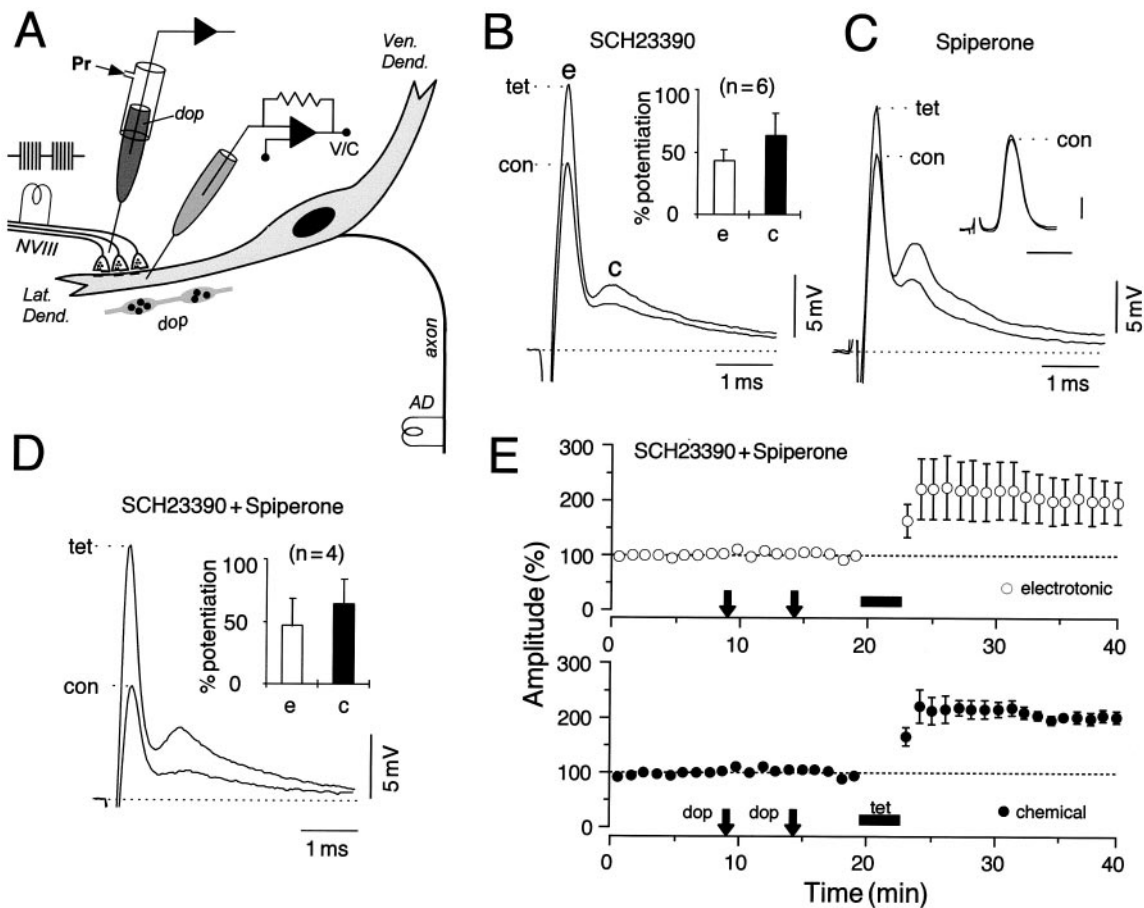 A
Pr
dop
Ven.
Dend.
V/C
NVIII
Lat.
Dend.
dop
axon
AD
B
SCH23390
e
tet
con
c
(n=6)
% potentiation
100
50
0
e
c
5 mV
1 ms
C
Spiperone
tet
con
con
5 mV
1 ms
D
SCH23390 + Spiperone
tet
con
(n=4)
% potentiation
100
50
0
e
c
5 mV
1 ms
E
SCH23390 + Spiperone
Amplitude (%)
300
200
100
0
electrotonic
0
10
20
30
40
300
200
100
0
dop
dop
tet
chemical
0
10
20
30
40
Time (min)